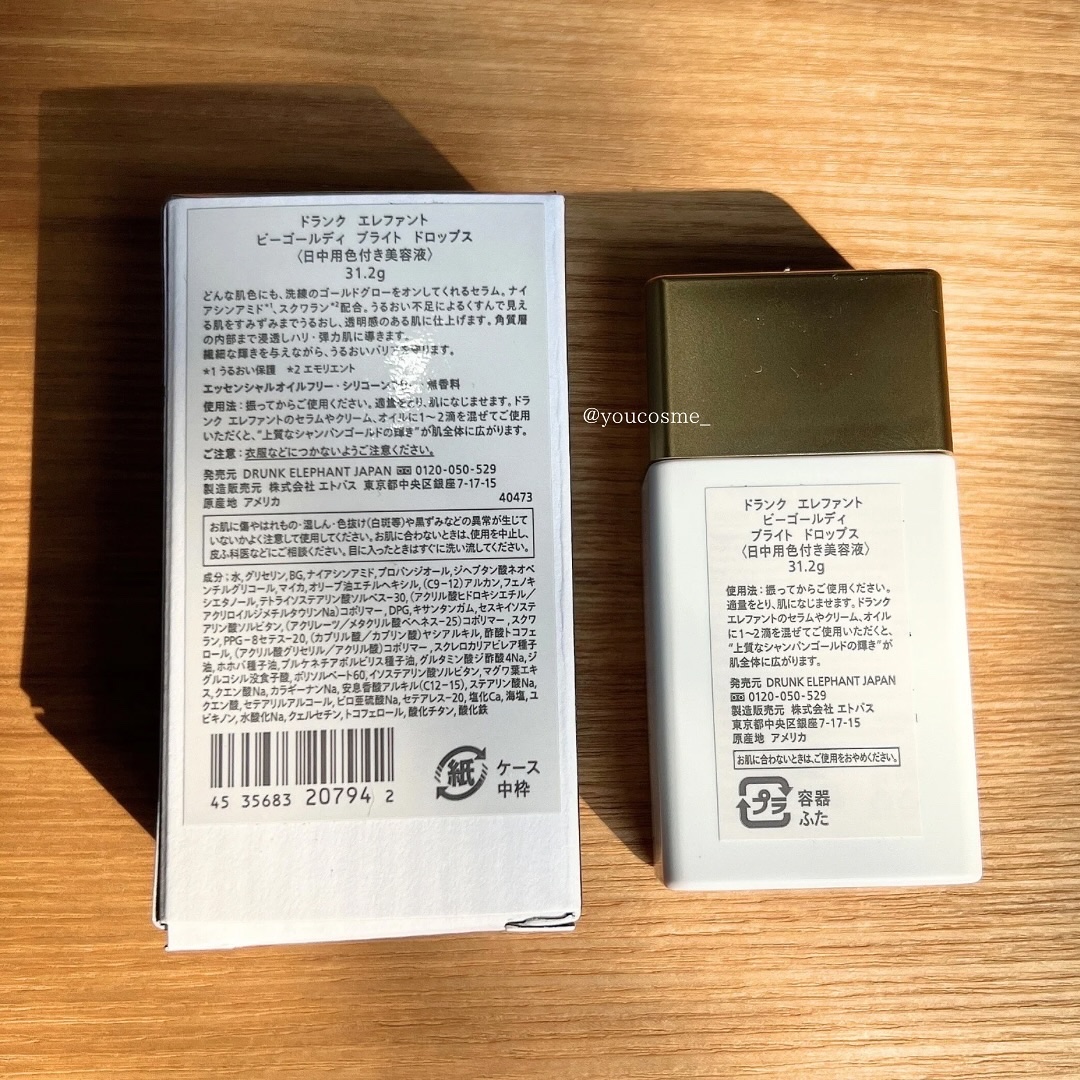 ドランク エレファント
ビーゴールディ ブライト ドロップス
〈日中用色付き美容液〉
31.2g
どんな肌色にも、洗練のゴールドグローをオンしてくれるセラム。ナイ
アシンアミド*1、スクワラン*2配合。うるおい不足によるくすんで見え
る肌をすみずみまでうるおし、透明感のある肌に仕上げます。角質層
の内部まで浸透しハリ・弾力肌に導きます。
繊細な輝きを与えながら、うるおいバリアを守ります。
*1 うるおい保護 *2 エモリエント
エッセンシャルオイルフリー・シリコーン 無香料
使用法：振ってからご使用ください。適量をとり、肌になじませます。ドラ
ンク エレファントのセラムやクリーム、オイルに1〜2滴を混ぜてご使用
いただくと、“上質なシャンパンゴールドの輝き”が肌全体に広がります。
ご注意：衣服などにつかないようご注意ください。
発売元 DRUNK ELEPHANT JAPAN 0120-050-529
製造販売元 株式会社 エトバス 東京都中央区銀座7-17-15
原産地 アメリカ 40473
お肌に傷やはれもの・湿しん・色抜け(白斑等)や黒ずみなどの異常が生じて
いないかよく注意して使用してください。お肌に合わないときは、使用を中止し、
皮ふ科医などにご相談ください。目に入ったときはすぐに洗い流してください。
成分：水,グリセリン,BG,ナイアシンアミド,プロパンジオール,ジヘプタン酸ネオペ
ンチルグリコール,マイカ,オリーブ油エチルヘキシル,(C9-12)アルカン,フェノキ
シエタノール,テトライソステアリン酸ソルベス-30,(アクリル酸ヒドロキシエチル/
アクリロイルジメチルタウリンNa)コポリマー,DPG,キサンタンガム,セスキイソステ
アリン酸ソルビタン,(アクリレーツ/メタクリル酸ベヘネス-25)コポリマー,スクワ
ラン,PPG-8セテス-20,(カプリル酸/カプリン酸)ヤシアルキル,酢酸トコフェ
ロール,(アクリル酸グリセリル/アクリル酸)コポリマー,スクレロカリアビレア種子
油,ホホバ種子油,プルケネチアボルビリス種子油,グルタミン酸ジ酢酸4Na,ジ
グルコシル没食子酸,ポリソルベート60,イソステアリン酸ソルビタン,マグワ葉エキ
ス,クエン酸Na,カラギーナンNa,安息香酸アルキル(C12-15),ステアリン酸Na,
クエン酸,セテアリルアルコール,ピロ亜硫酸Na,セテアレス-20,塩化Ca,海塩,ユ
ビキノン,水酸化Na,クェルセチン,トコフェロール,酸化チタン,酸化鉄
45 35683 20794 2
紙
ケース
中枠
@youcosme_
ドランク エレファント
ビーゴールディ
ブライト ドロップス
〈日中用色付き美容液〉
31.2g
使用法：振ってからご使用ください。
適量をとり、肌になじませます。ドランク
エレファントのセラムやクリーム、オイル
に1〜2滴を混ぜてご使用いただくと、
“上質なシャンパンゴールドの輝き”が
肌全体に広がります。
発売元 DRUNK ELEPHANT JAPAN
0120-050-529
製造販売元 株式会社 エトバス
東京都中央区銀座7-17-15
原産地 アメリカ
お肌に合わないときは、ご使用をおやめください。
プラ
容器
ふた